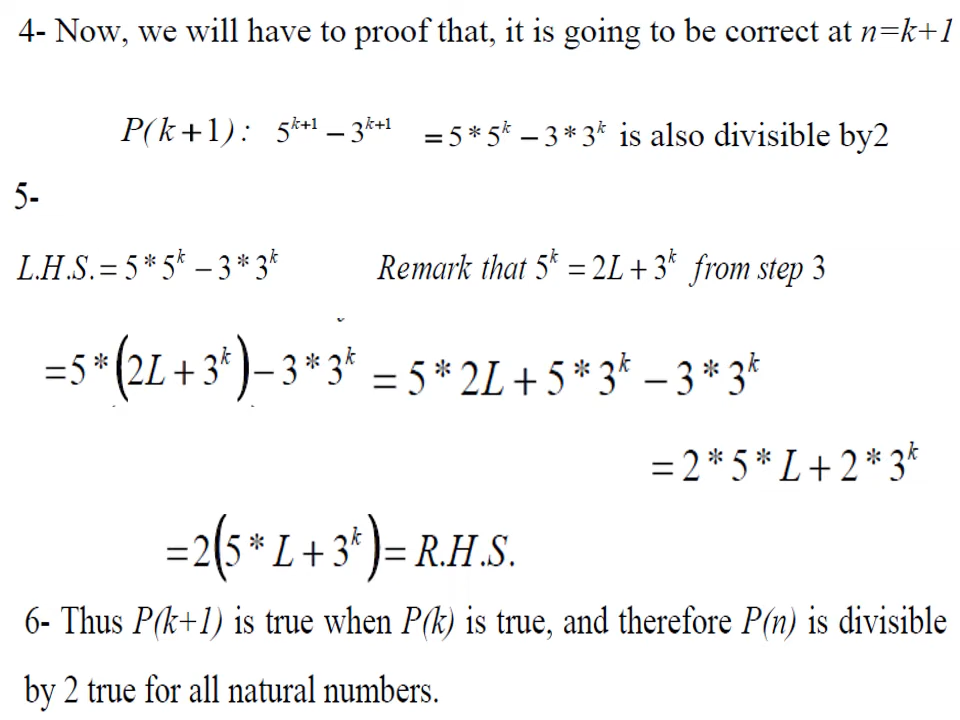 4- Now, we will have to proof that, it is going to be correct at n=k+1
P(k+1): 5^{k+1} − 3^{k+1} = 5 * 5^k − 3 * 3^k is also divisible by2
5-
L.H.S. = 5 * 5^k − 3 * 3^k Remark that 5^k = 2L + 3^k from step 3
=5 * (2L + 3^k) − 3 * 3^k = 5 * 2L + 5 * 3^k − 3 * 3^k
= 2 * 5 * L + 2 * 3^k
=2(5 * L + 3^k) = R.H.S.
6- Thus P(k+1) is true when P(k) is true, and therefore P(n) is divisible
by 2 true for all natural numbers.